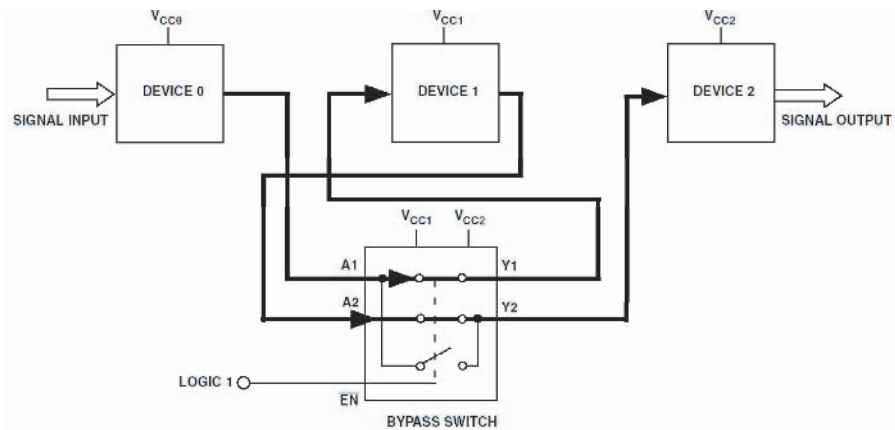 VCC0
VCC1
VCC2
DEVICE 0
DEVICE 1
DEVICE 2
SIGNAL INPUT
SIGNAL OUTPUT
VCC1
VCC2
A1
Y1
A2
Y2
LOGIC 1
EN
BYPASS SWITCH